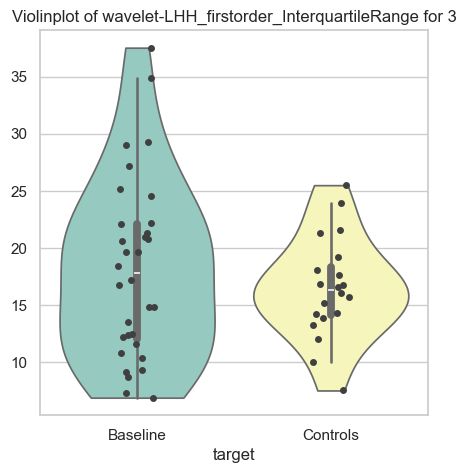 Violinplot of wavelet-LHH_firstorder_InterquartileRange for 3
35
30
25
20
15
10
Baseline Controls
target